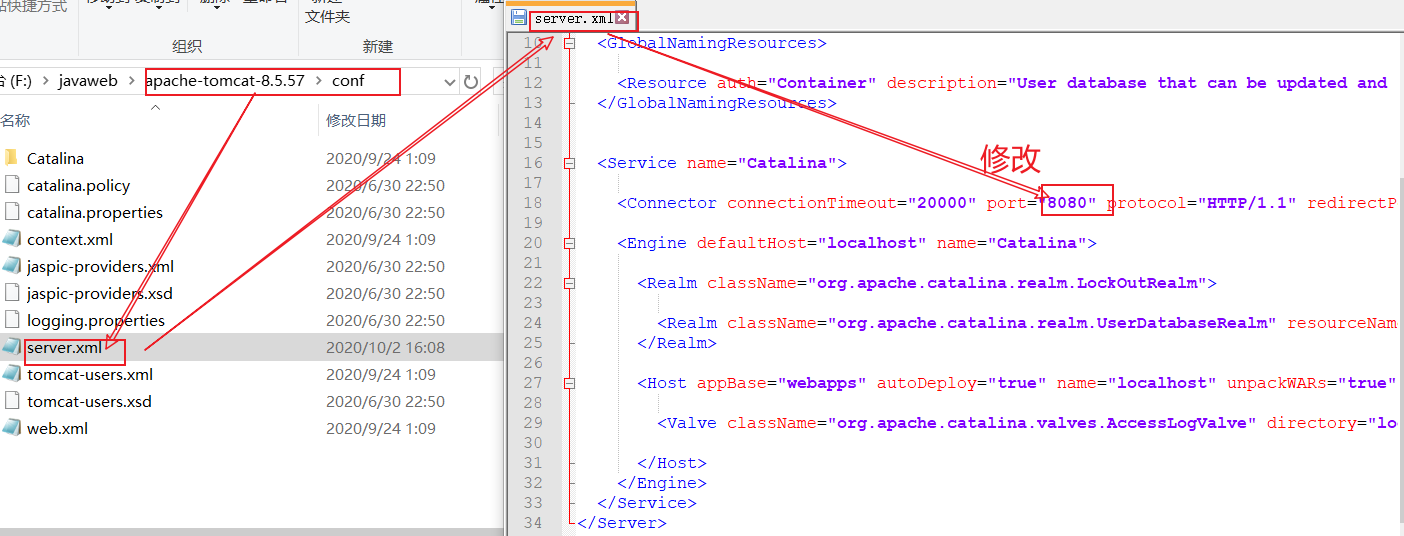 快捷方式
文件夹
组织
新建
(F:) javaweb apache-tomcat-8.5.57 conf
名称
修改日期
Catalina 2020/9/24 1:09
catalina.policy 2020/6/30 22:50
catalina.properties 2020/6/30 22:50
context.xml 2020/9/24 1:09
jaspic-providers.xml 2020/6/30 22:50
jaspic-providers.xsd 2020/6/30 22:50
logging.properties 2020/6/30 22:50
server.xml 2020/10/2 16:08
tomcat-users.xml 2020/9/24 1:09
tomcat-users.xsd 2020/6/30 22:50
web.xml 2020/9/24 1:09
server.xml
10 <GlobalNamingResources>
11
12 <Resource auth="Container" description="User database that can be updated and
13 </GlobalNamingResources>
14
15
16 <Service name="Catalina">
修改
17
18 <Connector connectionTimeout="20000" port="8080" protocol="HTTP/1.1" redirectP
19
20 <Engine defaultHost="localhost" name="Catalina">
21
22 <Realm className="org.apache.catalina.realm.LockOutRealm">
23
24 <Realm className="org.apache.catalina.realm.UserDatabaseRealm" resourceNam
25 </Realm>
26
27 <Host appBase="webapps" autoDeploy="true" name="localhost" unpackWARs="true"
28
29 <Valve className="org.apache.catalina.valves.AccessLogValve" directory="lo
30
31 </Host>
32 </Engine>
33 </Service>
34 </Server>